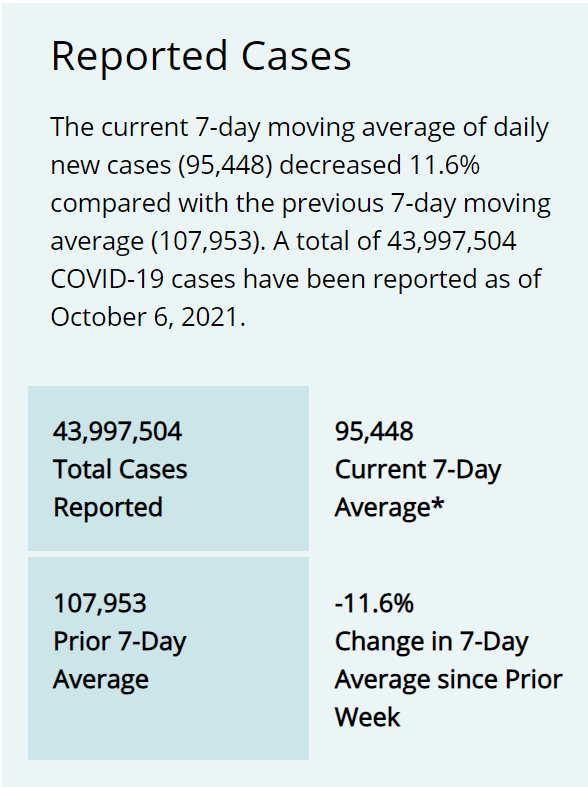 Reported Cases
The current 7-day moving average of daily
new cases (95,448) decreased 11.6%
compared with the previous 7-day moving
average (107,953). A total of 43,997,504
COVID-19 cases have been reported as of
October 6, 2021.
43,997,504
Total Cases
Reported
95,448
Current 7-Day
Average*
107,953
Prior 7-Day
Average
-11.6%
Change in 7-Day
Average since Prior
Week